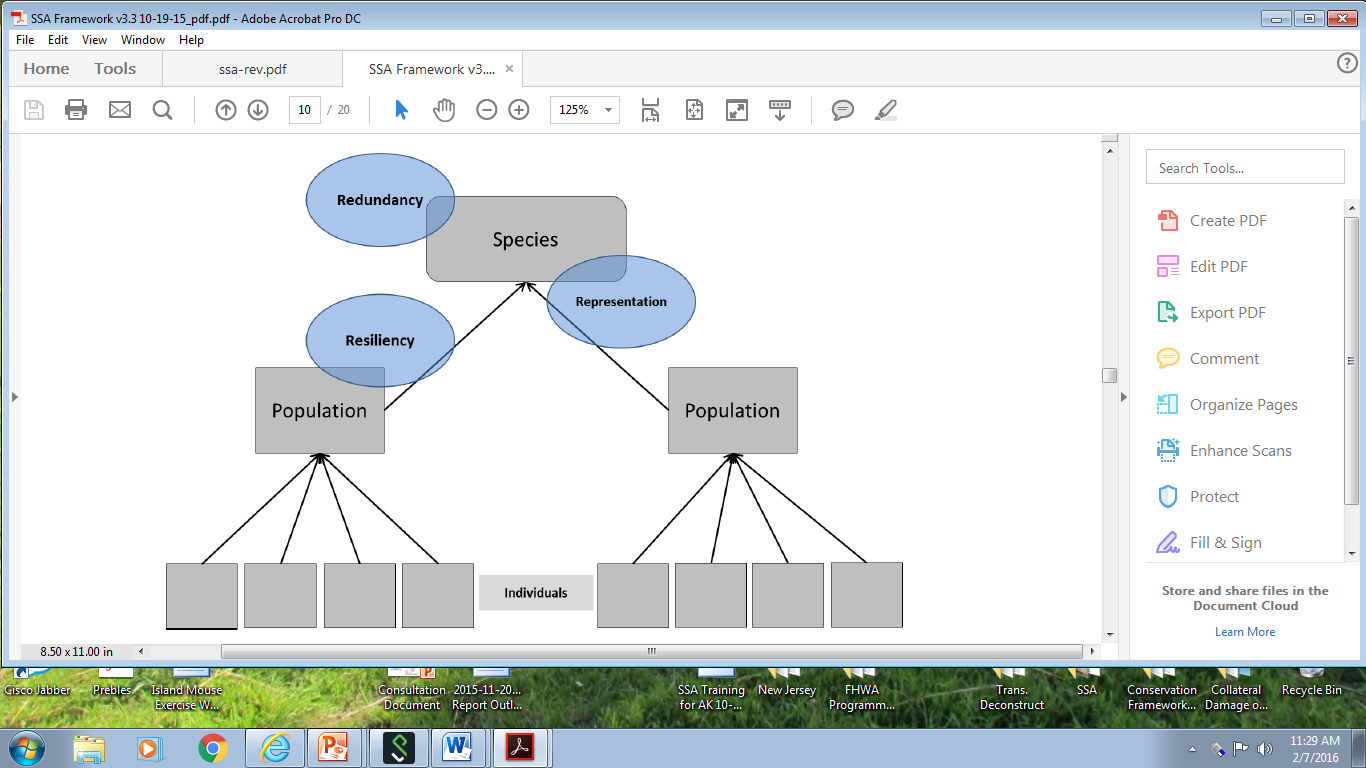 SSA Framework v3.3 10-19-15_pdf.pdf - Adobe Acrobat Pro DC
File Edit View Window Help
Home Tools ssa-rev.pdf SSA Framework v3.... ×
10 / 20 125%
Redundancy
Species
Representation
Resiliency
Population Population
Individuals
Search Tools...
Create PDF
Edit PDF
Export PDF
Comment
Organize Pages
Enhance Scans
Protect
Fill & Sign
Store and share files in the
Document Cloud
Learn More
8.50 x 11.00 in
Cisco Jabber
Prebles
Island Mouse
Exercise W...
Consultation
Document
2015-11-20...
Report Outl...
SSA Training
for AK 10-...
New Jersey
FHWA
Programm...
Trans.
Deconstruct
SSA
Conservation
Framework...
Collateral
Damage o...
Recycle Bin
11:29 AM
2/7/2016